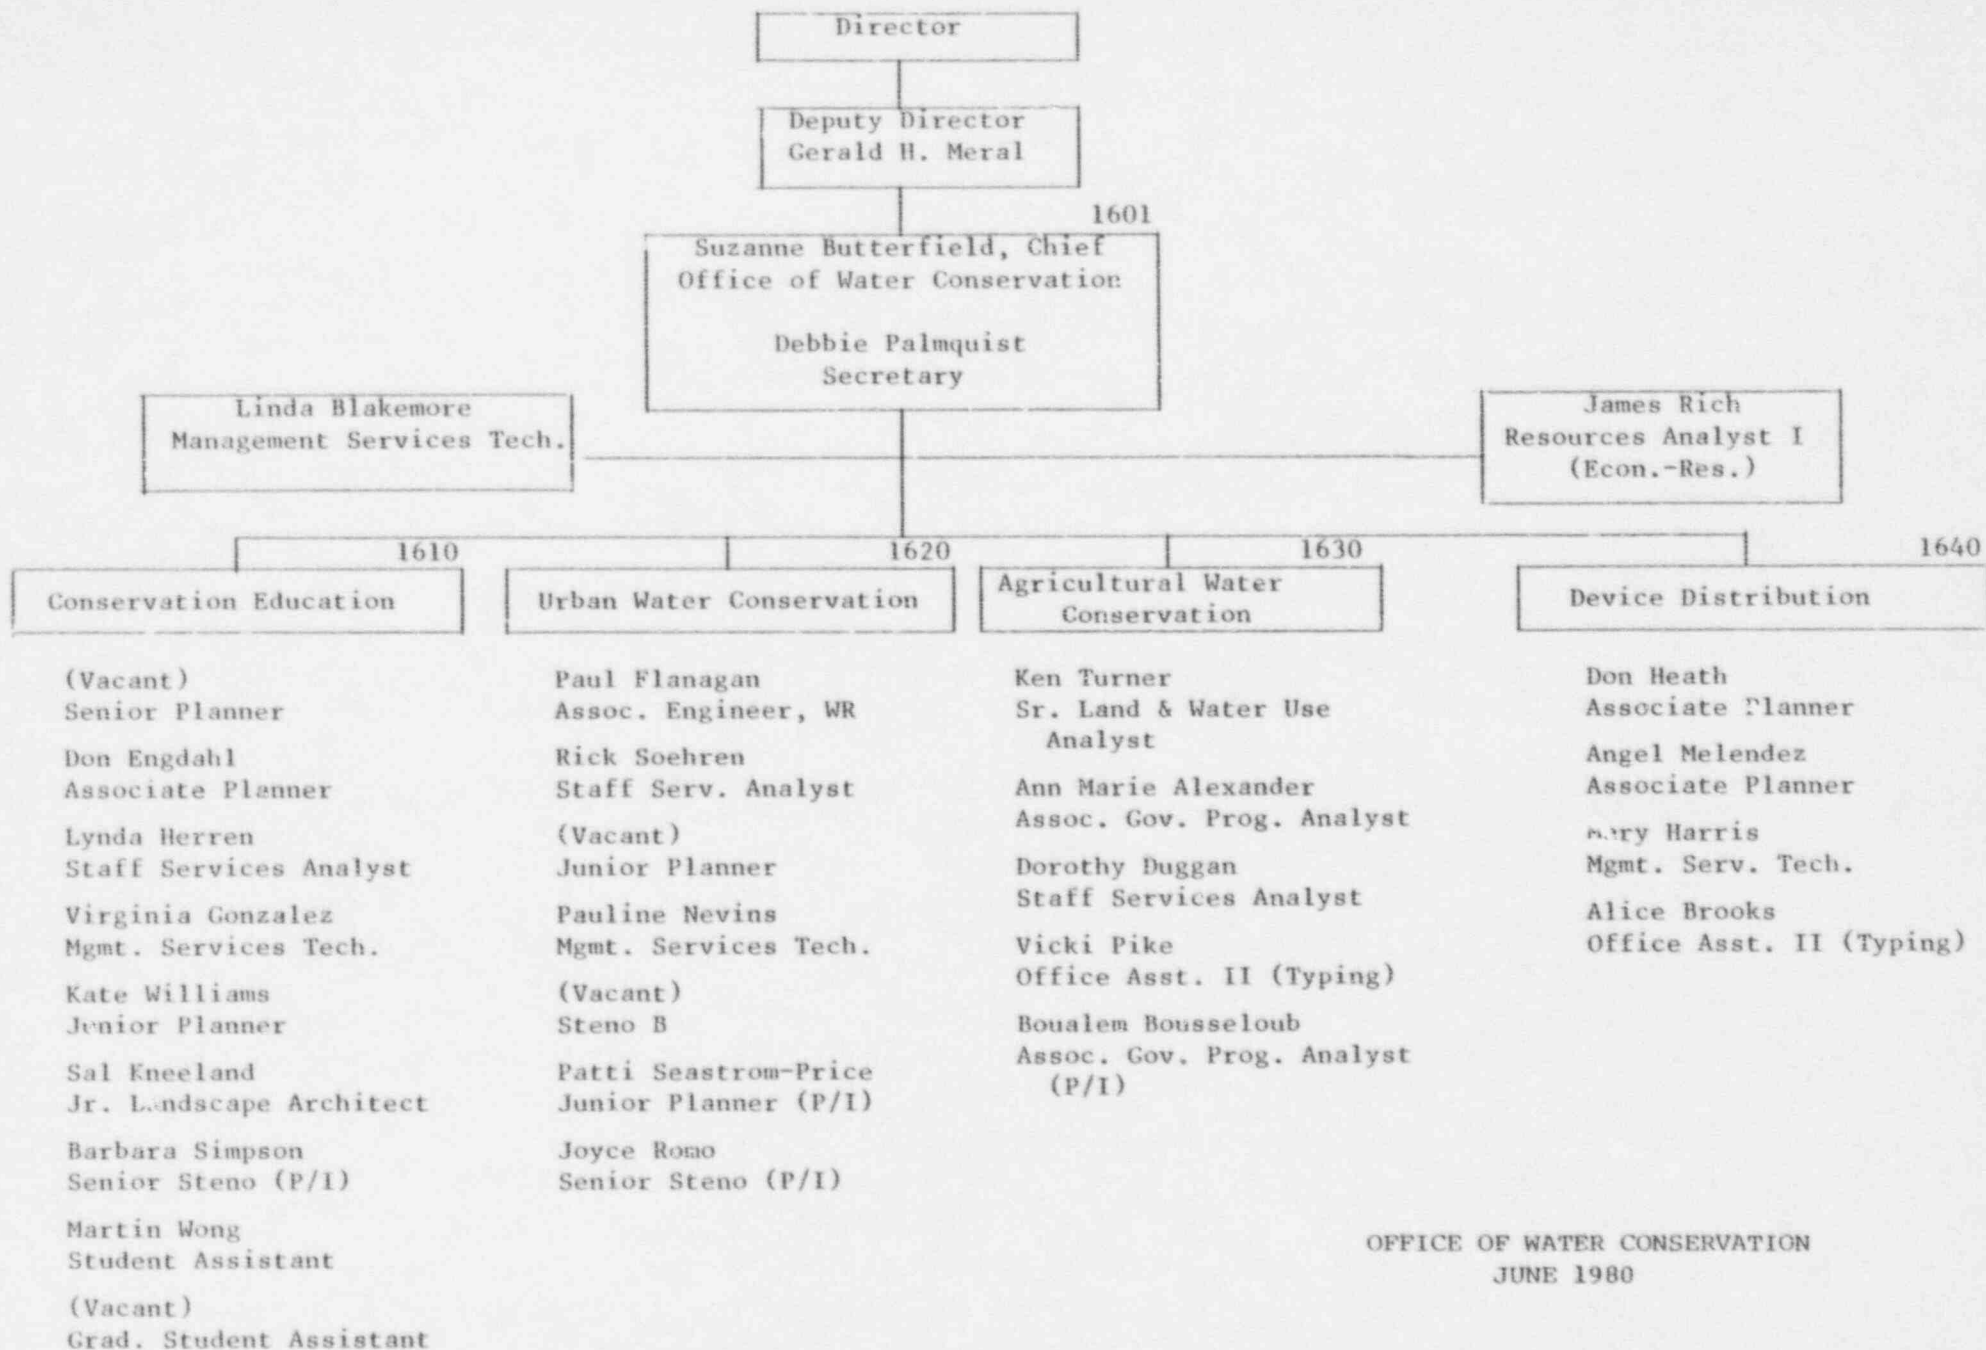 Director
Deputy Director
Gerald H. Meral
1601
Suzanne Butterfield, Chief
Office of Water Conservation
Debbie Palmquist
Secretary
Linda Blakemore
Management Services Tech.
James Rich
Resources Analyst I
(Econ.-Res.)
1610
Conservation Education
(Vacant)
Senior Planner
Don Engdahl
Associate Planner
Lynda Herren
Staff Services Analyst
Virginia Gonzalez
Mgmt. Services Tech.
Kate Williams
Junior Planner
Sal Kneeland
Jr. Landscape Architect
Barbara Simpson
Senior Steno (P/I)
Martin Wong
Student Assistant
(Vacant)
Grad. Student Assistant
1620
Urban Water Conservation
Paul Flanagan
Assoc. Engineer, WR
Rick Soehren
Staff Serv. Analyst
(Vacant)
Junior Planner
Pauline Nevins
Mgmt. Services Tech.
(Vacant)
Steno B
Patti Seastrom-Price
Junior Planner (P/I)
Joyce Romo
Senior Steno (P/I)
1630
Agricultural Water
Conservation
Ken Turner
Sr. Land & Water Use
Analyst
Ann Marie Alexander
Assoc. Gov. Prog. Analyst
Dorothy Duggan
Staff Services Analyst
Vicki Pike
Office Asst. II (Typing)
Boualem Bousseloub
Assoc. Gov. Prog. Analyst
(P/I)
1640
Device Distribution
Don Heath
Associate Planner
Angel Melendez
Associate Planner
Harris
Mgmt. Serv. Tech.
Alice Brooks
Office Asst. II (Typing)
OFFICE OF WATER CONSERVATION
JUNE 1980